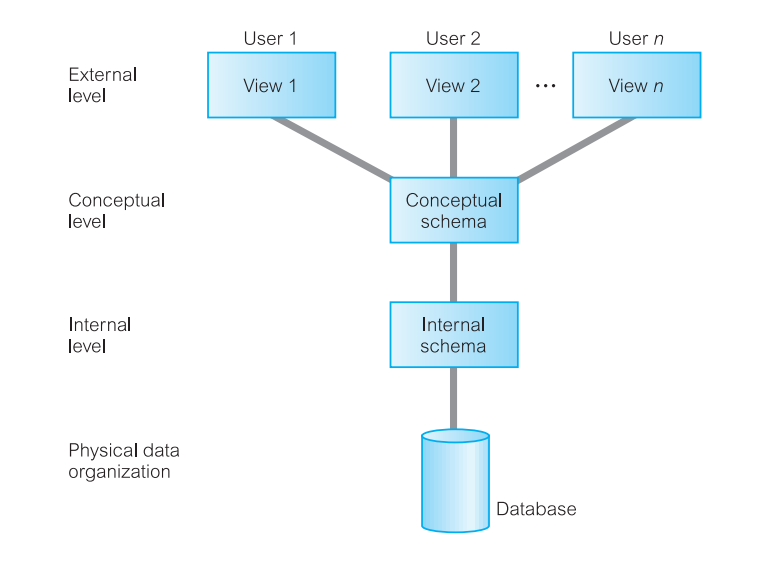 User 1
User 2
User n
External
level
View 1
View 2
...
View n
Conceptual
level
Conceptual
schema
Internal
level
Internal
schema
Physical data
organization
Database